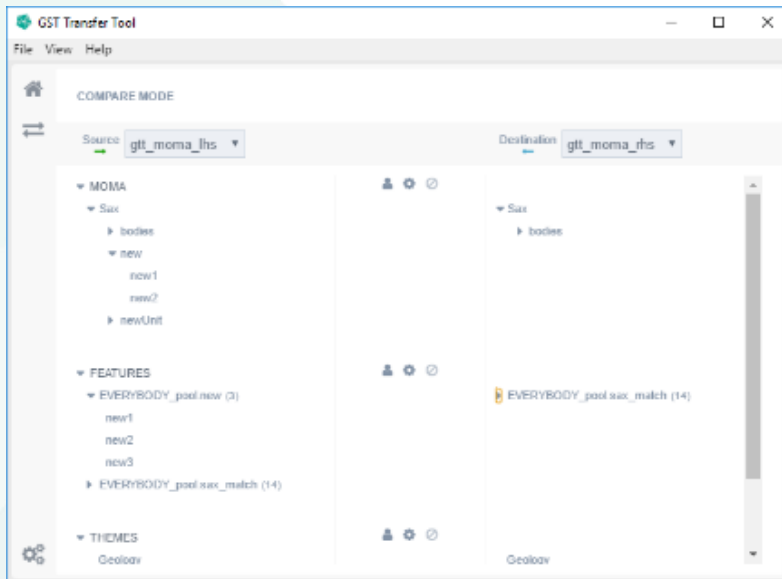 GST Transfer Tool
File View Help
COMPARE MODE
Source gtt_moma_lhs Destination gtt_moma_rhs
MOMA
Sax Sax
bodies bodies
new
new1
new2
newUnit
FEATURES
EVERYBODY_pool.new (3) EVERYBODY_pool.sax_match (14)
new1
new2
new3
EVERYBODY_pool.sax_match (14)
THEMES
Geology Geology